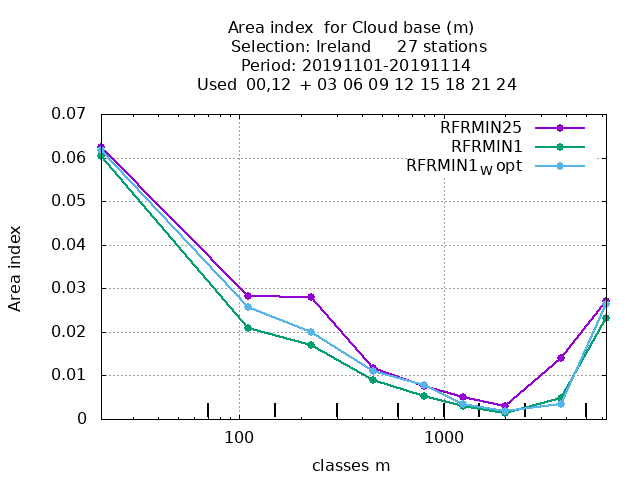 Area index  for Cloud base (m)
Selection: Ireland     27 stations
Period: 20191101-20191114
Used  00,12  + 03 06 09 12 15 18 21 24
RFRMIN25
RFRMIN1
RFRMIN1W opt
0.07
0.06
0.05
0.04
0.03
0.02
0.01
0
Area index
100 1000
classes m